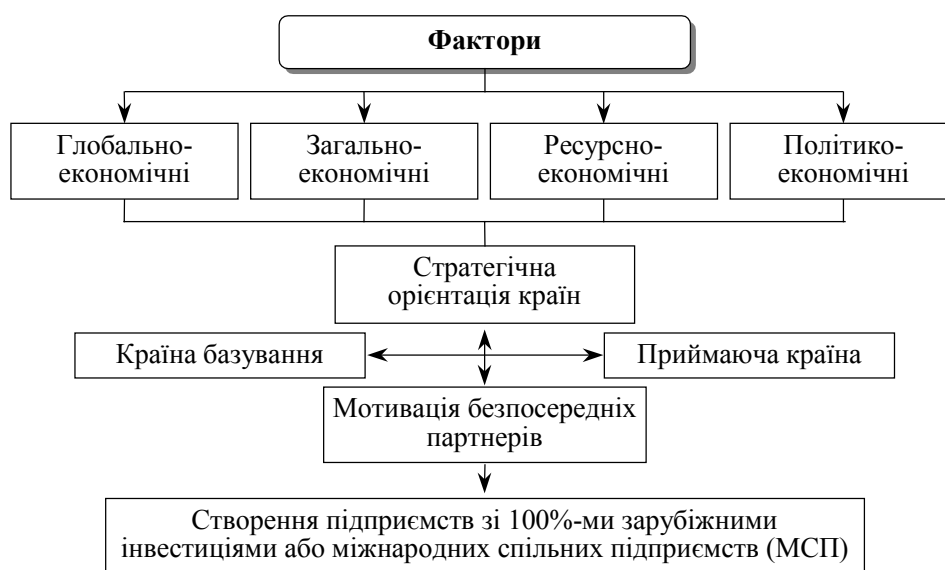 Фактори
Глобально-
економічні
Загально-
економічні
Ресурсно-
економічні
Політико-
економічні
Стратегічна
орієнтація країн
Країна базування
Приймаюча країна
Мотивація безпосередніх
партнерів
Створення підприємств зі 100%-ми зарубіжними
інвестиціями або міжнародних спільних підприємств (МСП)